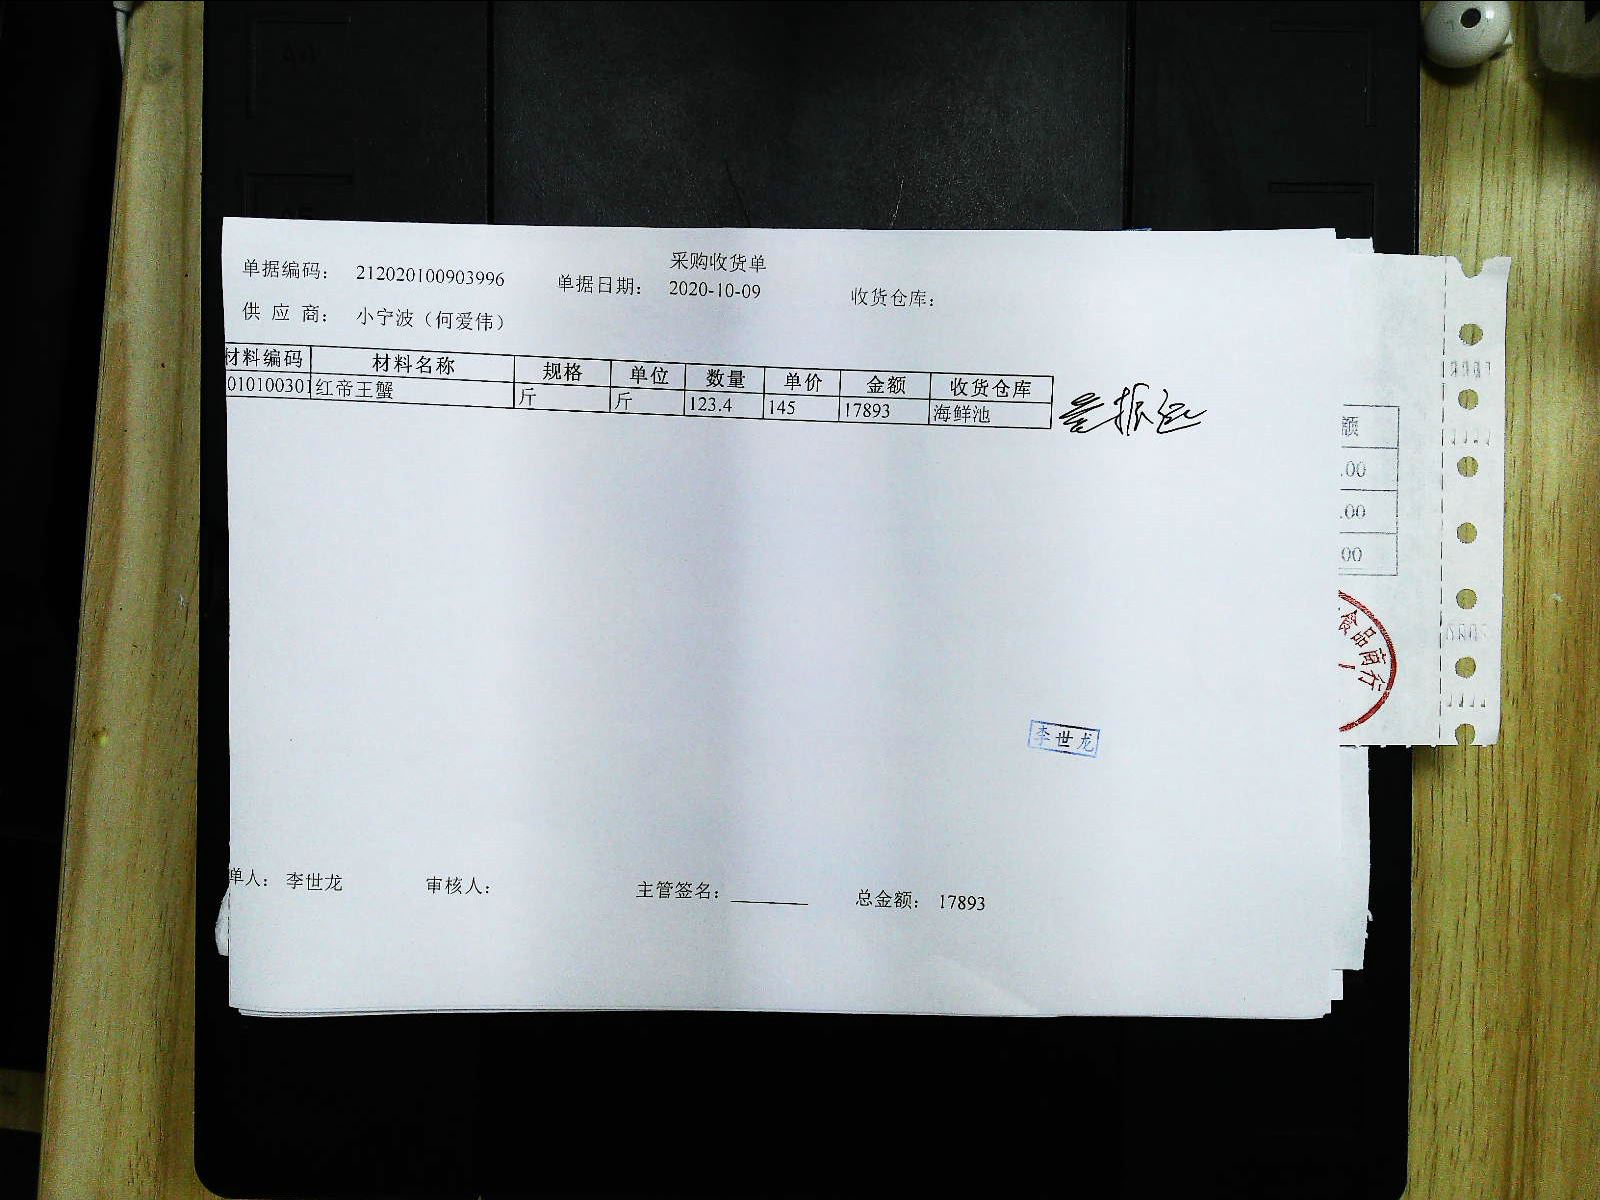 采购收货单
单据编码： 212020100903996 单据日期： 2020-10-09 收货仓库：
供 应 商： 小宁波（何爱伟）
材料编码 材料名称 规格 单位 数量 单价 金额 收货仓库
010100301 红帝王蟹 斤 斤 123.4 145 17893 海鲜池
额
.00
.00
00
食品商行
李世龙
单人： 李世龙 审核人： 主管签名： 总金额： 17893